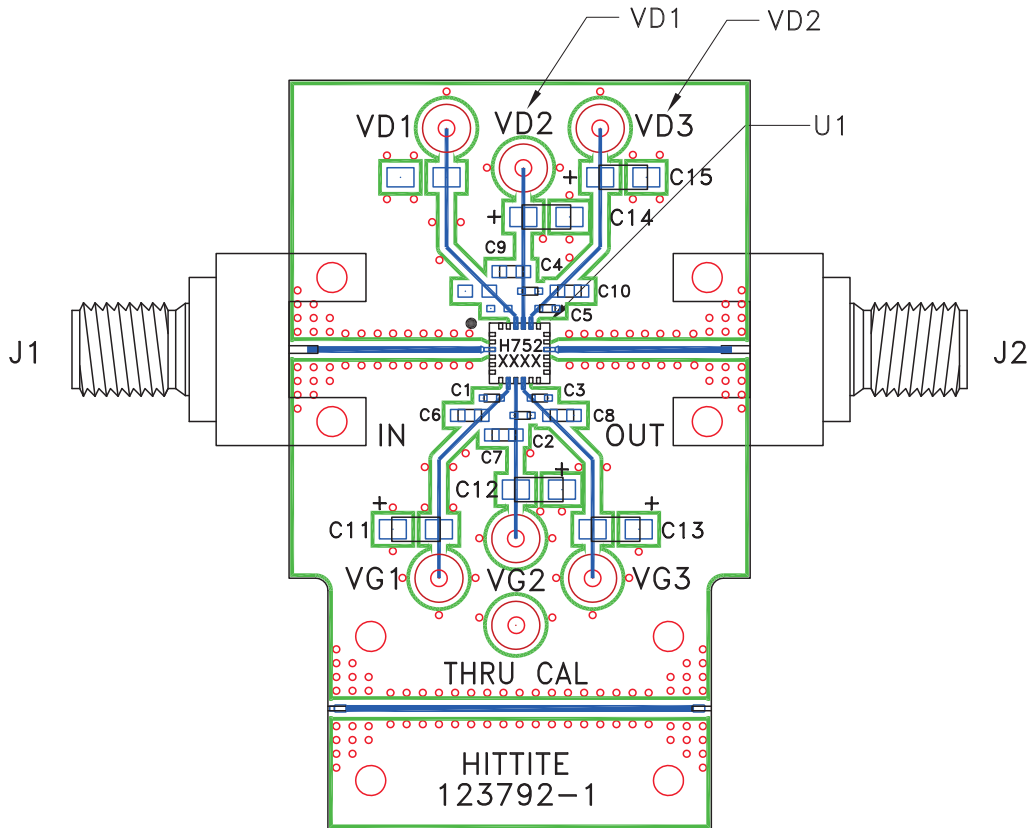 VD1
VD2
VD1
VD2
VD3
U1
C15
+
+
C14
C9
C4
C10
C5
J1
H752
XXXX
J2
C1
C3
C6
C8
IN
OUT
C2
C7
C12
+
+
+
C11
C13
VG1
VG2
VG3
THRU CAL
HITTITE
123792-1